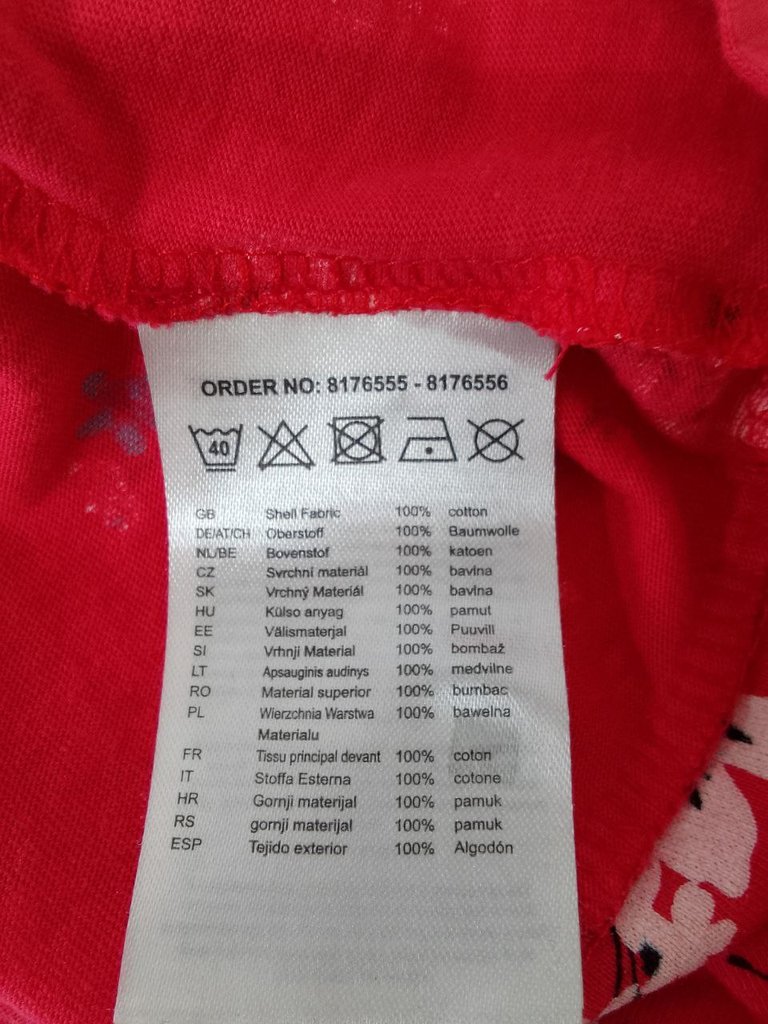 ORDER NO: 8176555 - 8176556
40
GB Shell Fabric 100% cotton
DE/AT/CH Oberstoff 100% Baumwolle
NL/BE Bovenstof 100% katoen
CZ Svrchní materiál 100% bavlna
SK Vrchný Materiál 100% bavlna
HU Külso anyag 100% pamut
EE Välismaterjal 100% Puuvill
SI Vrhnji Material 100% bombaž
LT Apsauginis audinys 100% medvilne
RO Material superior 100% bumbac
PL Wierzchnia Warstwa 100% bawelna
Materialu
FR Tissu principal devant 100% coton
IT Stoffa Esterna 100% cotone
HR Gornji materijal 100% pamuk
RS gornji materijal 100% pamuk
ESP Tejido exterior 100% Algodón